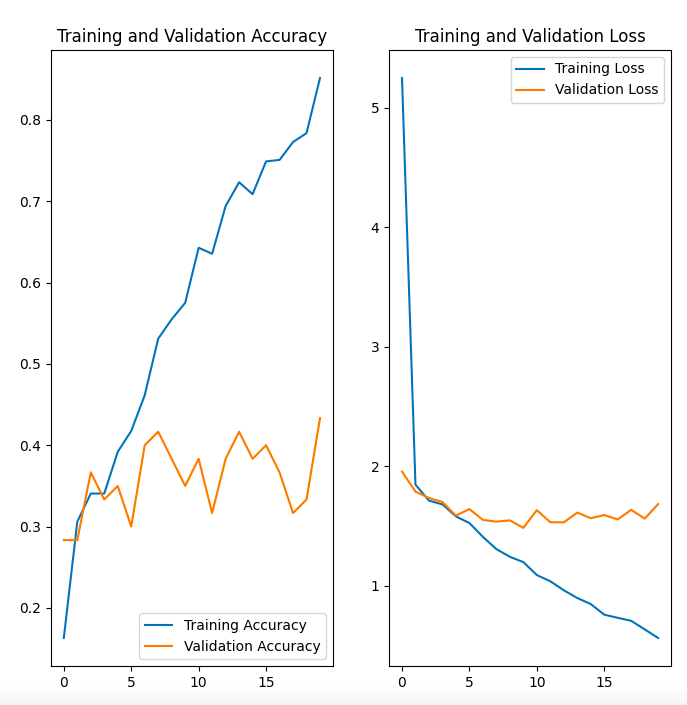 Training and Validation Accuracy
0.8
0.7
0.6
0.5
0.4
0.3
0.2
0 5 10 15
Training Accuracy
Validation Accuracy
Training and Validation Loss
5
4
3
2
1
0 5 10 15
Training Loss
Validation Loss